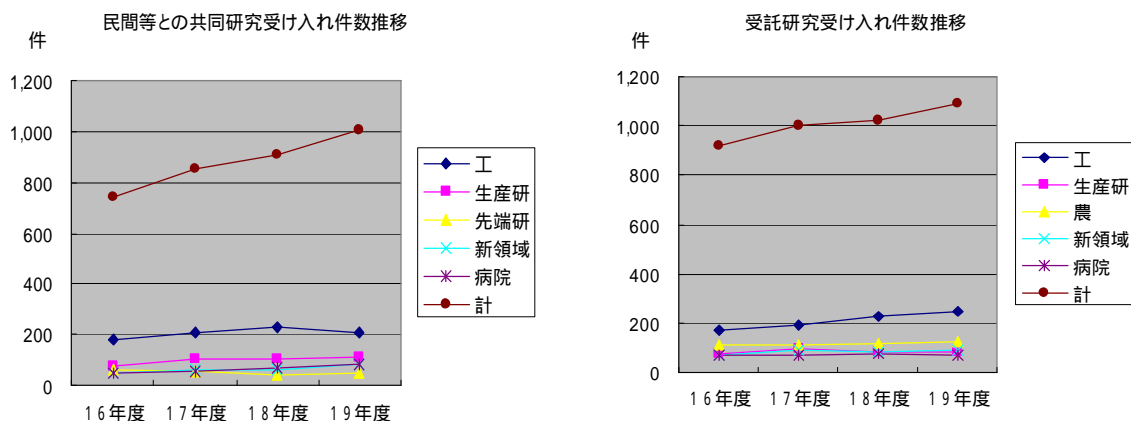 民間等との共同研究受け入れ件数推移
件
1,200
1,000
800
600
400
200
0
16年度
17年度
18年度
19年度
工
生産研
先端研
新領域
病院
計
受託研究受け入れ件数推移
件
1,200
1,000
800
600
400
200
0
16年度
17年度
18年度
19年度
工
生産研
農
新領域
病院
計